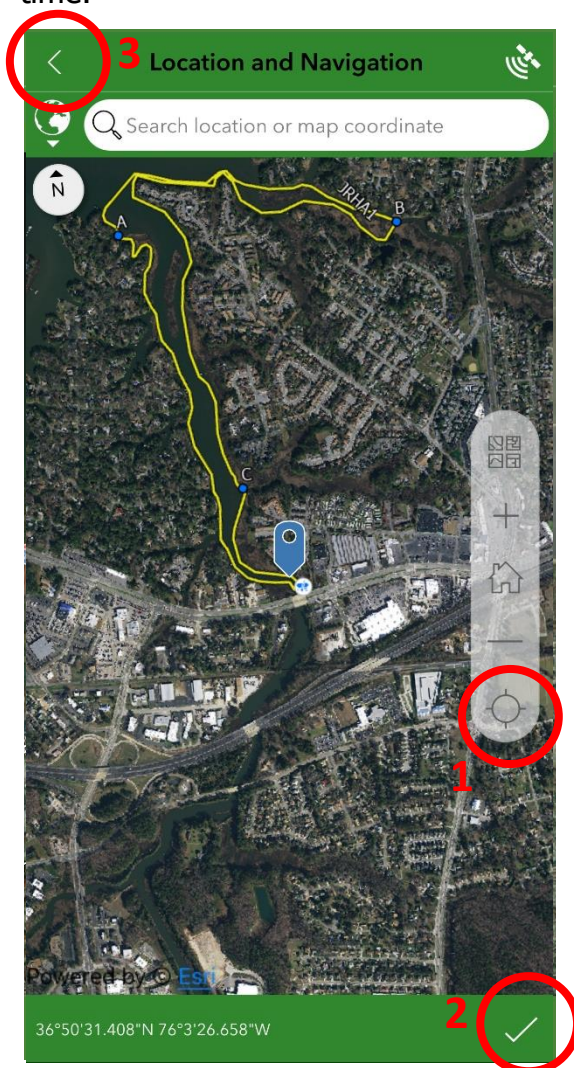 time.
3 Location and Navigation
Search location or map coordinate
N
JRHA1
A
B
C
1
Powered by © Esri
2
36°50'31.408"N 76°3'26.658"W